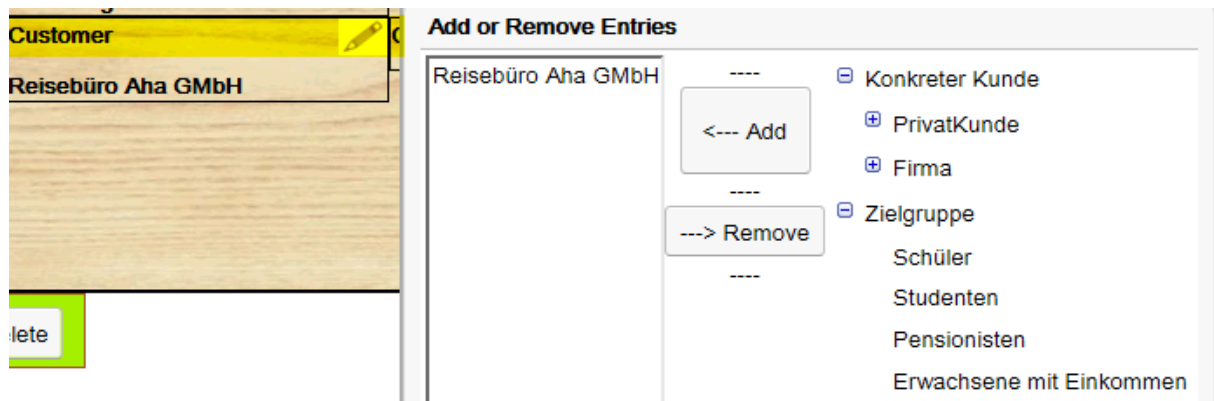 Customer
Reisebüro Aha GMbH
lete
Add or Remove Entries
Reisebüro Aha GMbH
----
<--- Add
----
---> Remove
----
Konkreter Kunde
PrivatKunde
Firma
Zielgruppe
Schüler
Studenten
Pensionisten
Erwachsene mit Einkommen